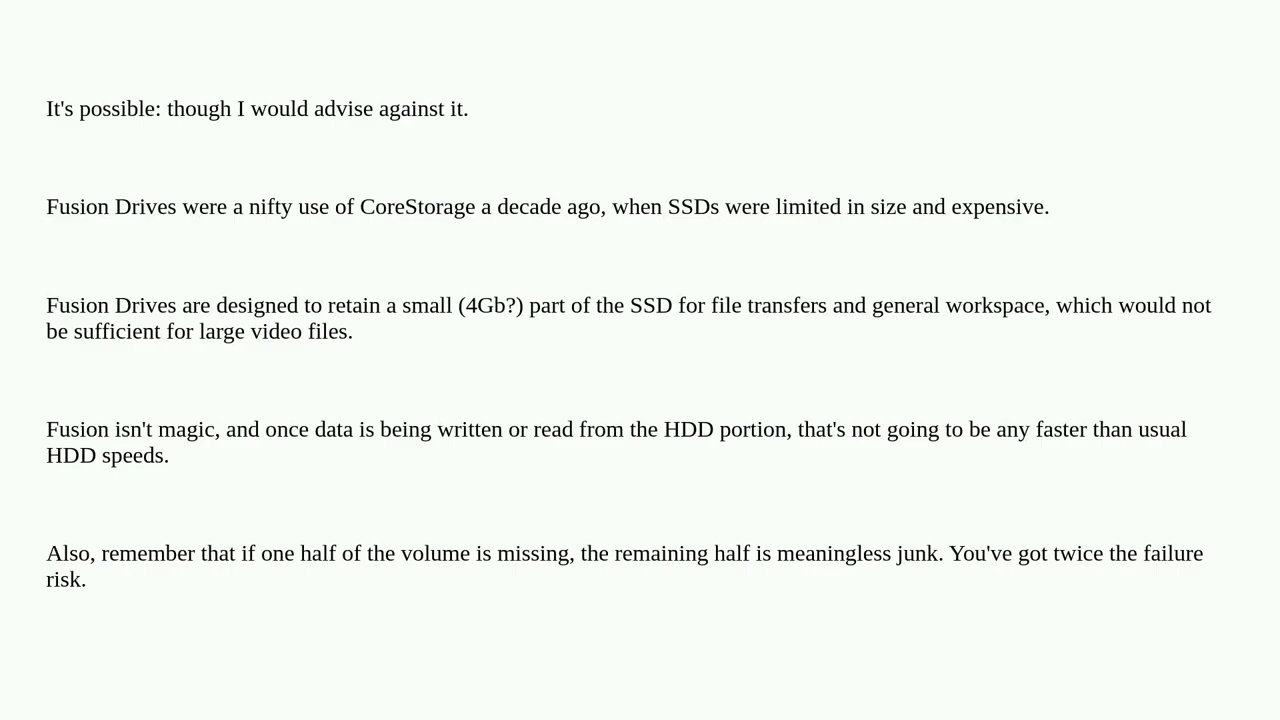 It's possible: though I would advise against it.
Fusion Drives were a nifty use of CoreStorage a decade ago, when SSDs were limited in size and expensive.
Fusion Drives are designed to retain a small (4Gb?) part of the SSD for file transfers and general workspace, which would not
be sufficient for large video files.
Fusion isn't magic, and once data is being written or read from the HDD portion, that's not going to be any faster than usual
HDD speeds.
Also, remember that if one half of the volume is missing, the remaining half is meaningless junk. You've got twice the failure
risk.